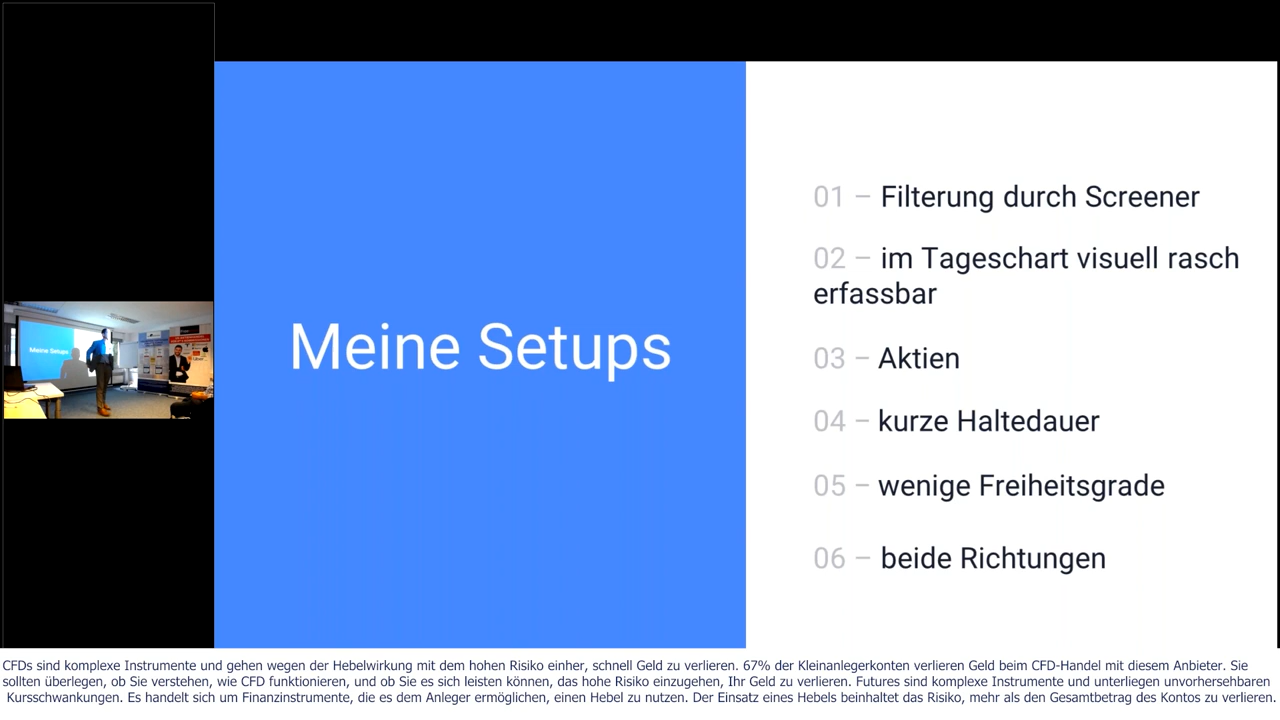 Meine Setups
01 – Filterung durch Screener
02 – im Tageschart visuell rasch
erfassbar
03 – Aktien
04 – kurze Haltedauer
05 – wenige Freiheitsgrade
06 – beide Richtungen
Meine Setups
CFDs sind komplexe Instrumente und gehen wegen der Hebelwirkung mit dem hohen Risiko einher, schnell Geld zu verlieren. 67% der Kleinanlegerkonten verlieren Geld beim CFD-Handel mit diesem Anbieter. Sie
sollten überlegen, ob Sie verstehen, wie CFD funktionieren, und ob Sie es sich leisten können, das hohe Risiko einzugehen, Ihr Geld zu verlieren. Futures sind komplexe Instrumente und unterliegen unvorhersehbaren
Kursschwankungen. Es handelt sich um Finanzinstrumente, die es dem Anleger ermöglichen, einen Hebel zu nutzen. Der Einsatz eines Hebels beinhaltet das Risiko, mehr als den Gesamtbetrag des Kontos zu verlieren.